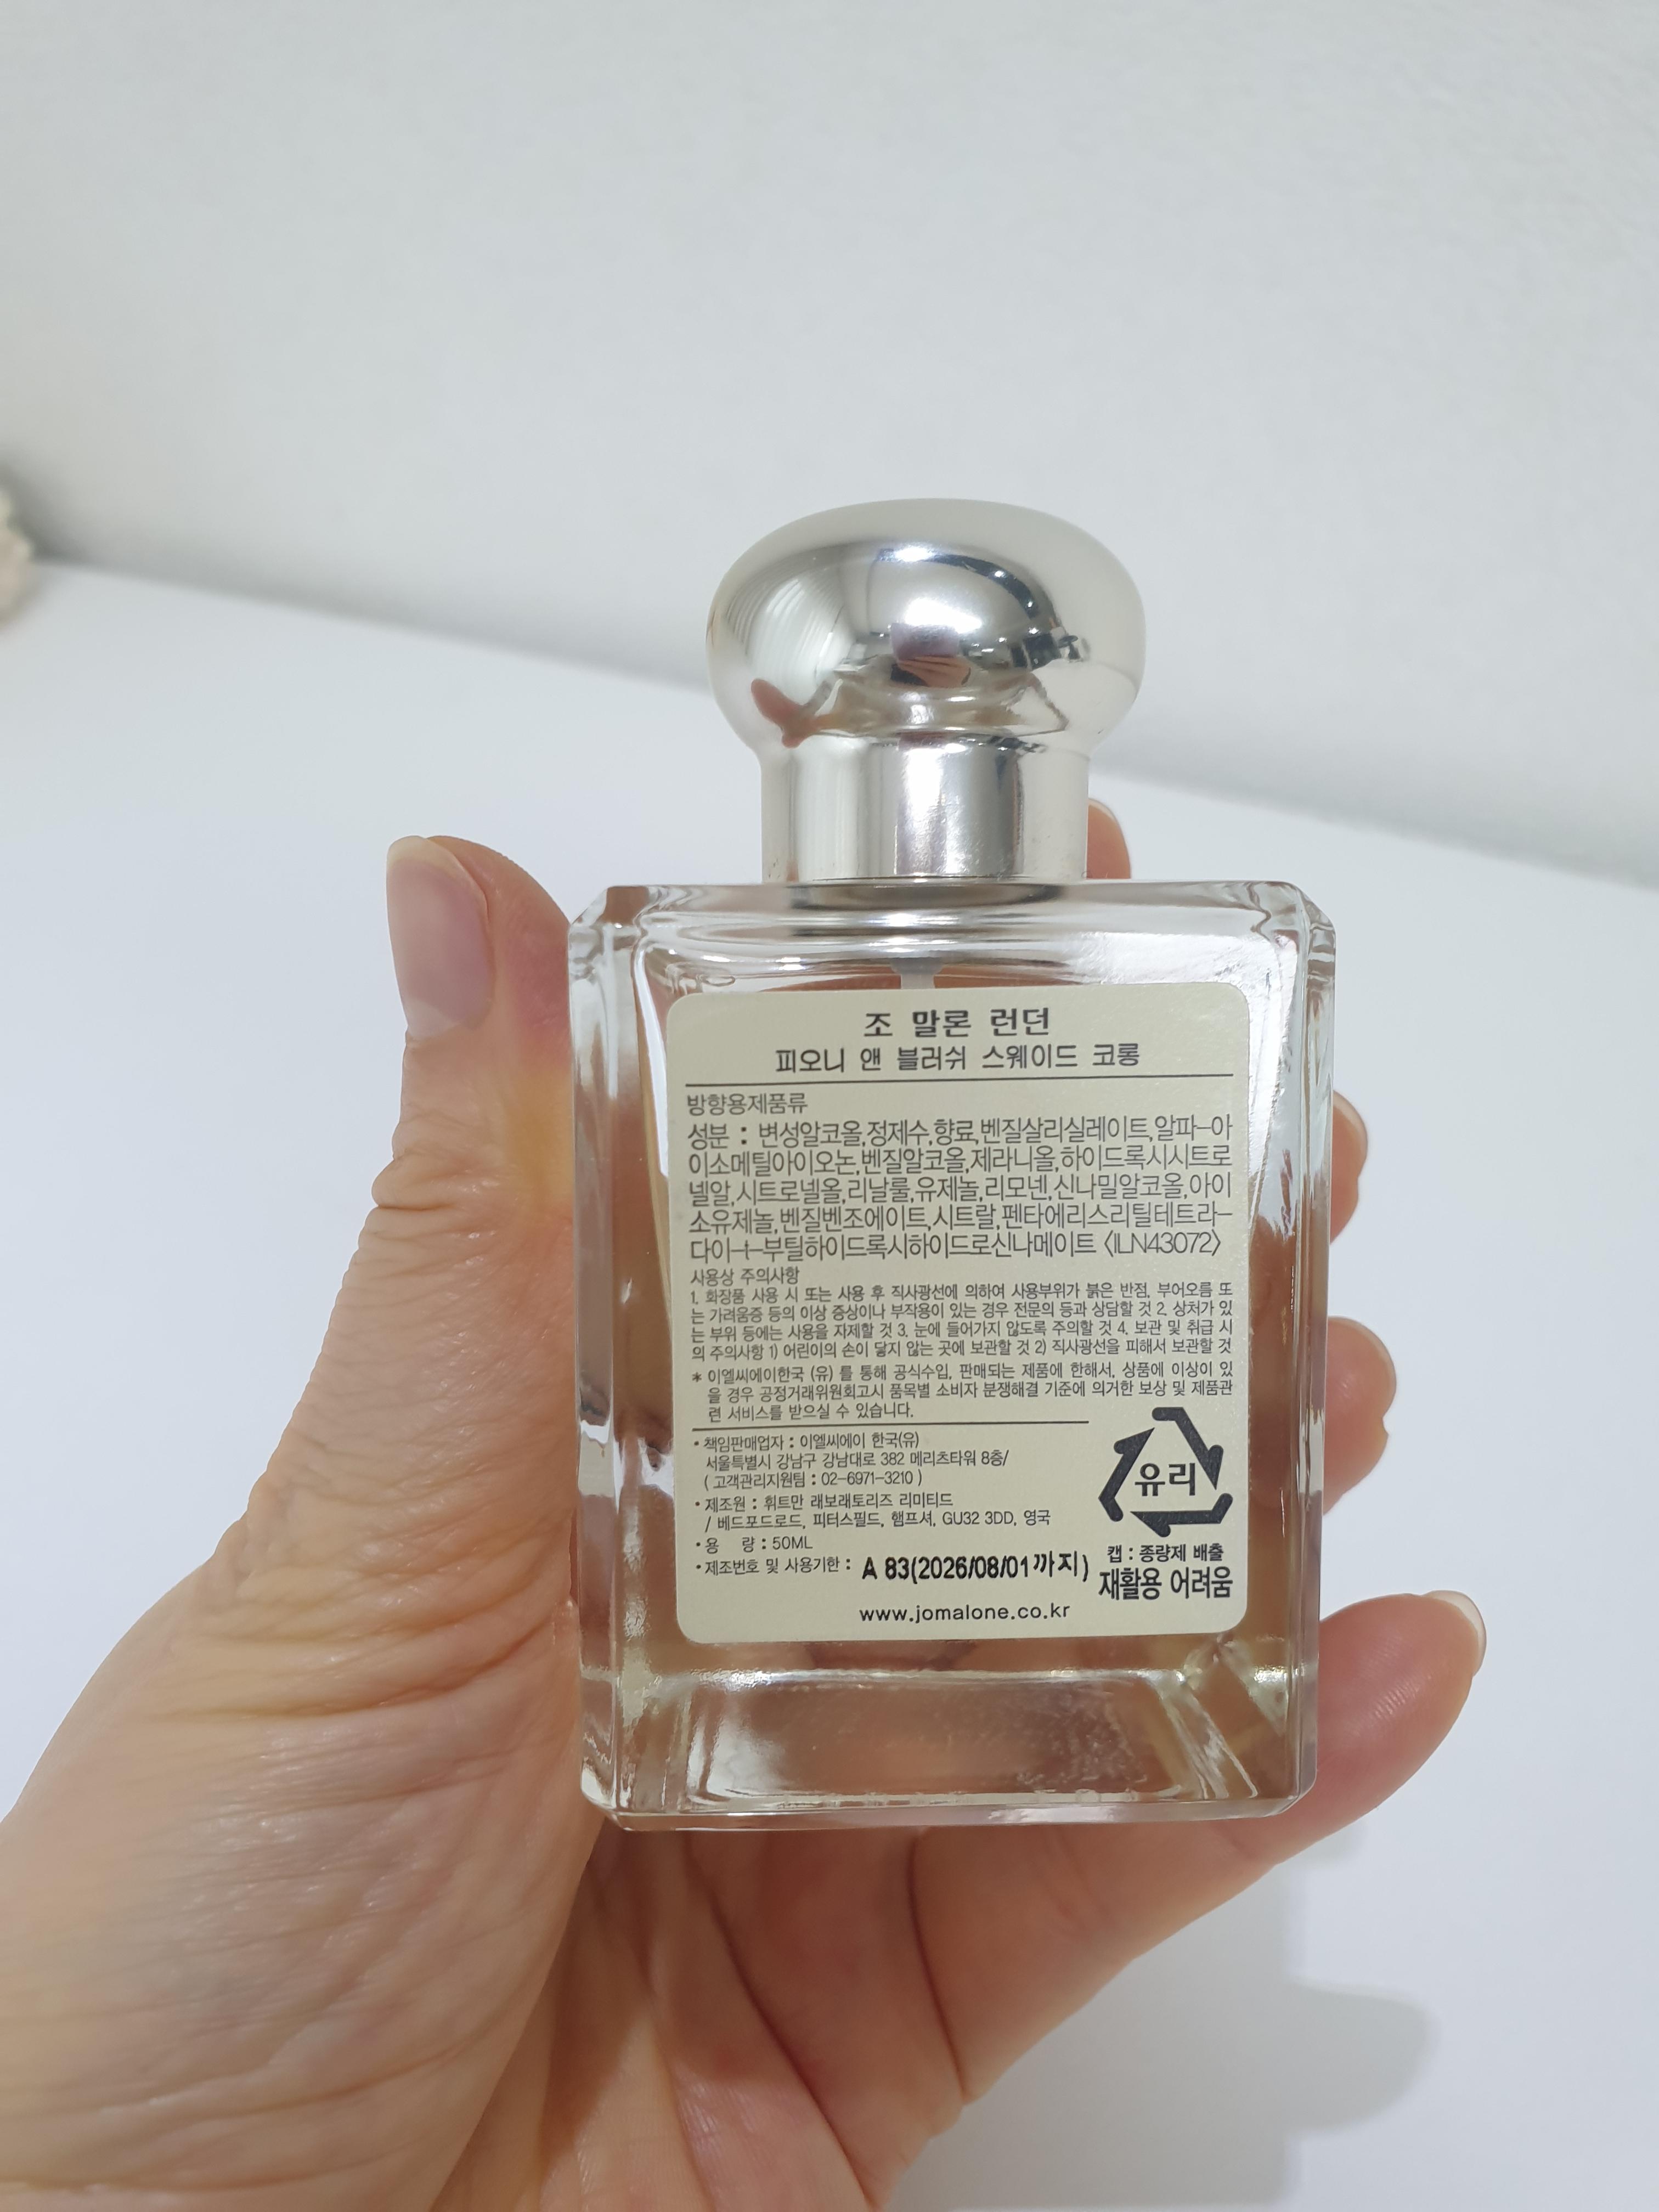 조 말론 런던
피오니 앤 블러쉬 스웨이드 코롱
방향용제품류
성분 : 변성알코올,정제수,향료,벤질살리실레이트,알파-아
이소메틸아이오논,벤질알코올,제라니올,하이드록시시트로
넬알,시트로넬올,리날룰,유제놀,리모넨,신나밀알코올,아이
소유제놀,벤질벤조에이트,시트랄,펜타에리스리틸테트라-
다이-t-부틸하이드록시하이드로신나메이트 〈ILN43072〉
사용상 주의사항
1. 화장품 사용 시 또는 사용 후 직사광선에 의하여 사용부위가 붉은 반점, 부어오름 또
는 가려움증 등의 이상 증상이나 부작용이 있는 경우 전문의 등과 상담할 것 2. 상처가 있
는 부위 등에는 사용을 자제할 것 3. 눈에 들어가지 않도록 주의할 것 4. 보관 및 취급 시
의 주의사항 1) 어린이의 손이 닿지 않는 곳에 보관할 것 2) 직사광선을 피해서 보관할 것
* 이엘씨에이한국 (유) 를 통해 공식수입, 판매되는 제품에 한해서, 상품에 이상이 있
을 경우 공정거래위원회고시 품목별 소비자 분쟁해결 기준에 의거한 보상 및 제품관
련 서비스를 받으실 수 있습니다.
• 책임판매업자 : 이엘씨에이 한국(유)
서울특별시 강남구 강남대로 382 메리츠타워 8층/
( 고객관리지원팀 : 02-6971-3210 )
• 제조원 : 휘트만 래보래토리즈 리미티드
/ 베드포드로드, 피터스필드, 햄프셔, GU32 3DD, 영국
• 용 량 : 50ML
• 제조번호 및 사용기한 : A 83(2026/08/01까지)
www.jomalone.co.kr
유리
캡 : 종량제 배출
재활용 어려움